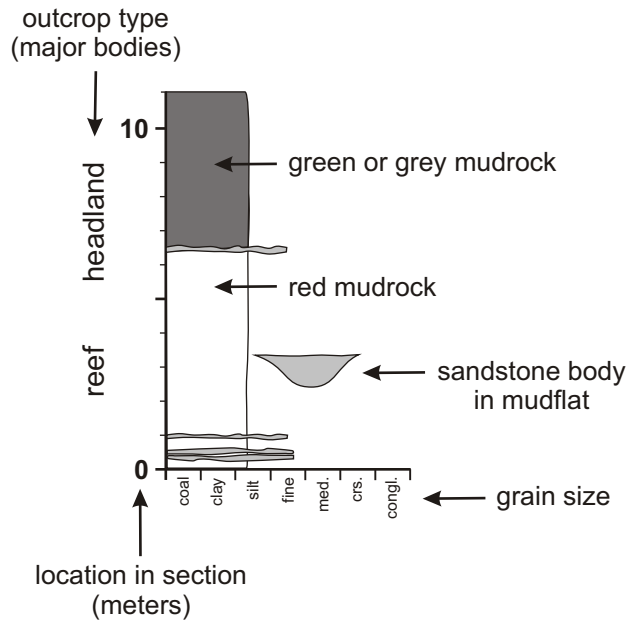 outcrop type
(major bodies)
10
green or grey mudrock
headland
red mudrock
reef
sandstone body
in mudflat
0
coal
clay
silt
fine
med.
crs.
congl.
grain size
location in section
(meters)